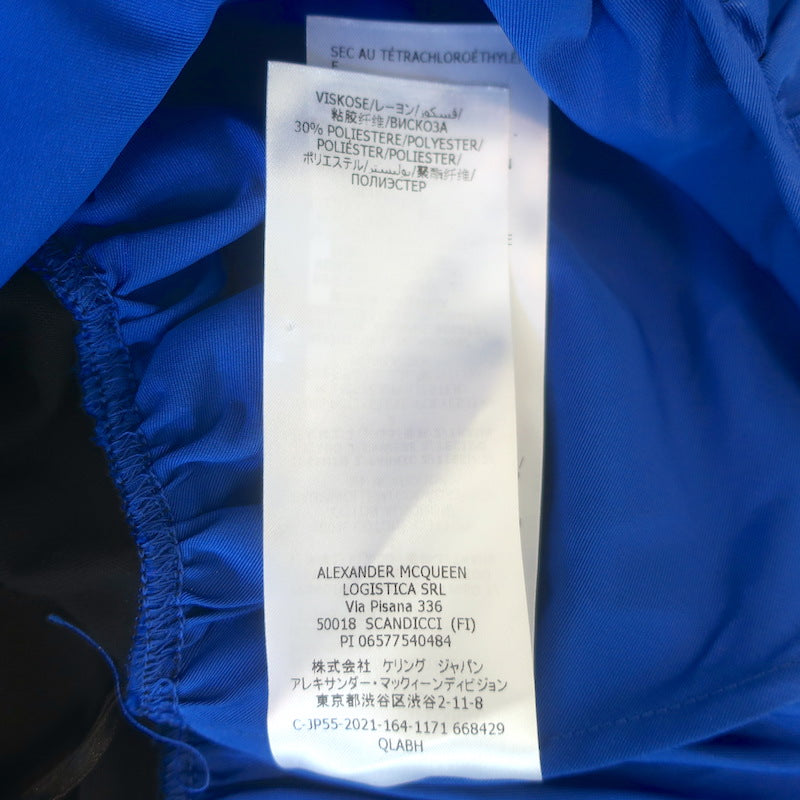 SEC AU TÉTRACHLOROÉTHYLÈ
VISKOSE/レーヨン/فسكوز/
粘胶纤维/ВИСКОЗА
30% POLIESTERE/POLYESTER/
POLIÉSTER/POLIESTER/
ポリエステル/بوليستر/聚酯纤维/
ПОЛИЭСТЕР
ALEXANDER MCQUEEN
LOGISTICA SRL
Via Pisana 336
50018 SCANDICCI (FI)
PI 06577540484
株式会社 ケリング ジャパン
アレキサンダー・マックィーンディビジョン
東京都渋谷区渋谷2-11-8
C-JP55-2021-164-1171 668429
QLABH